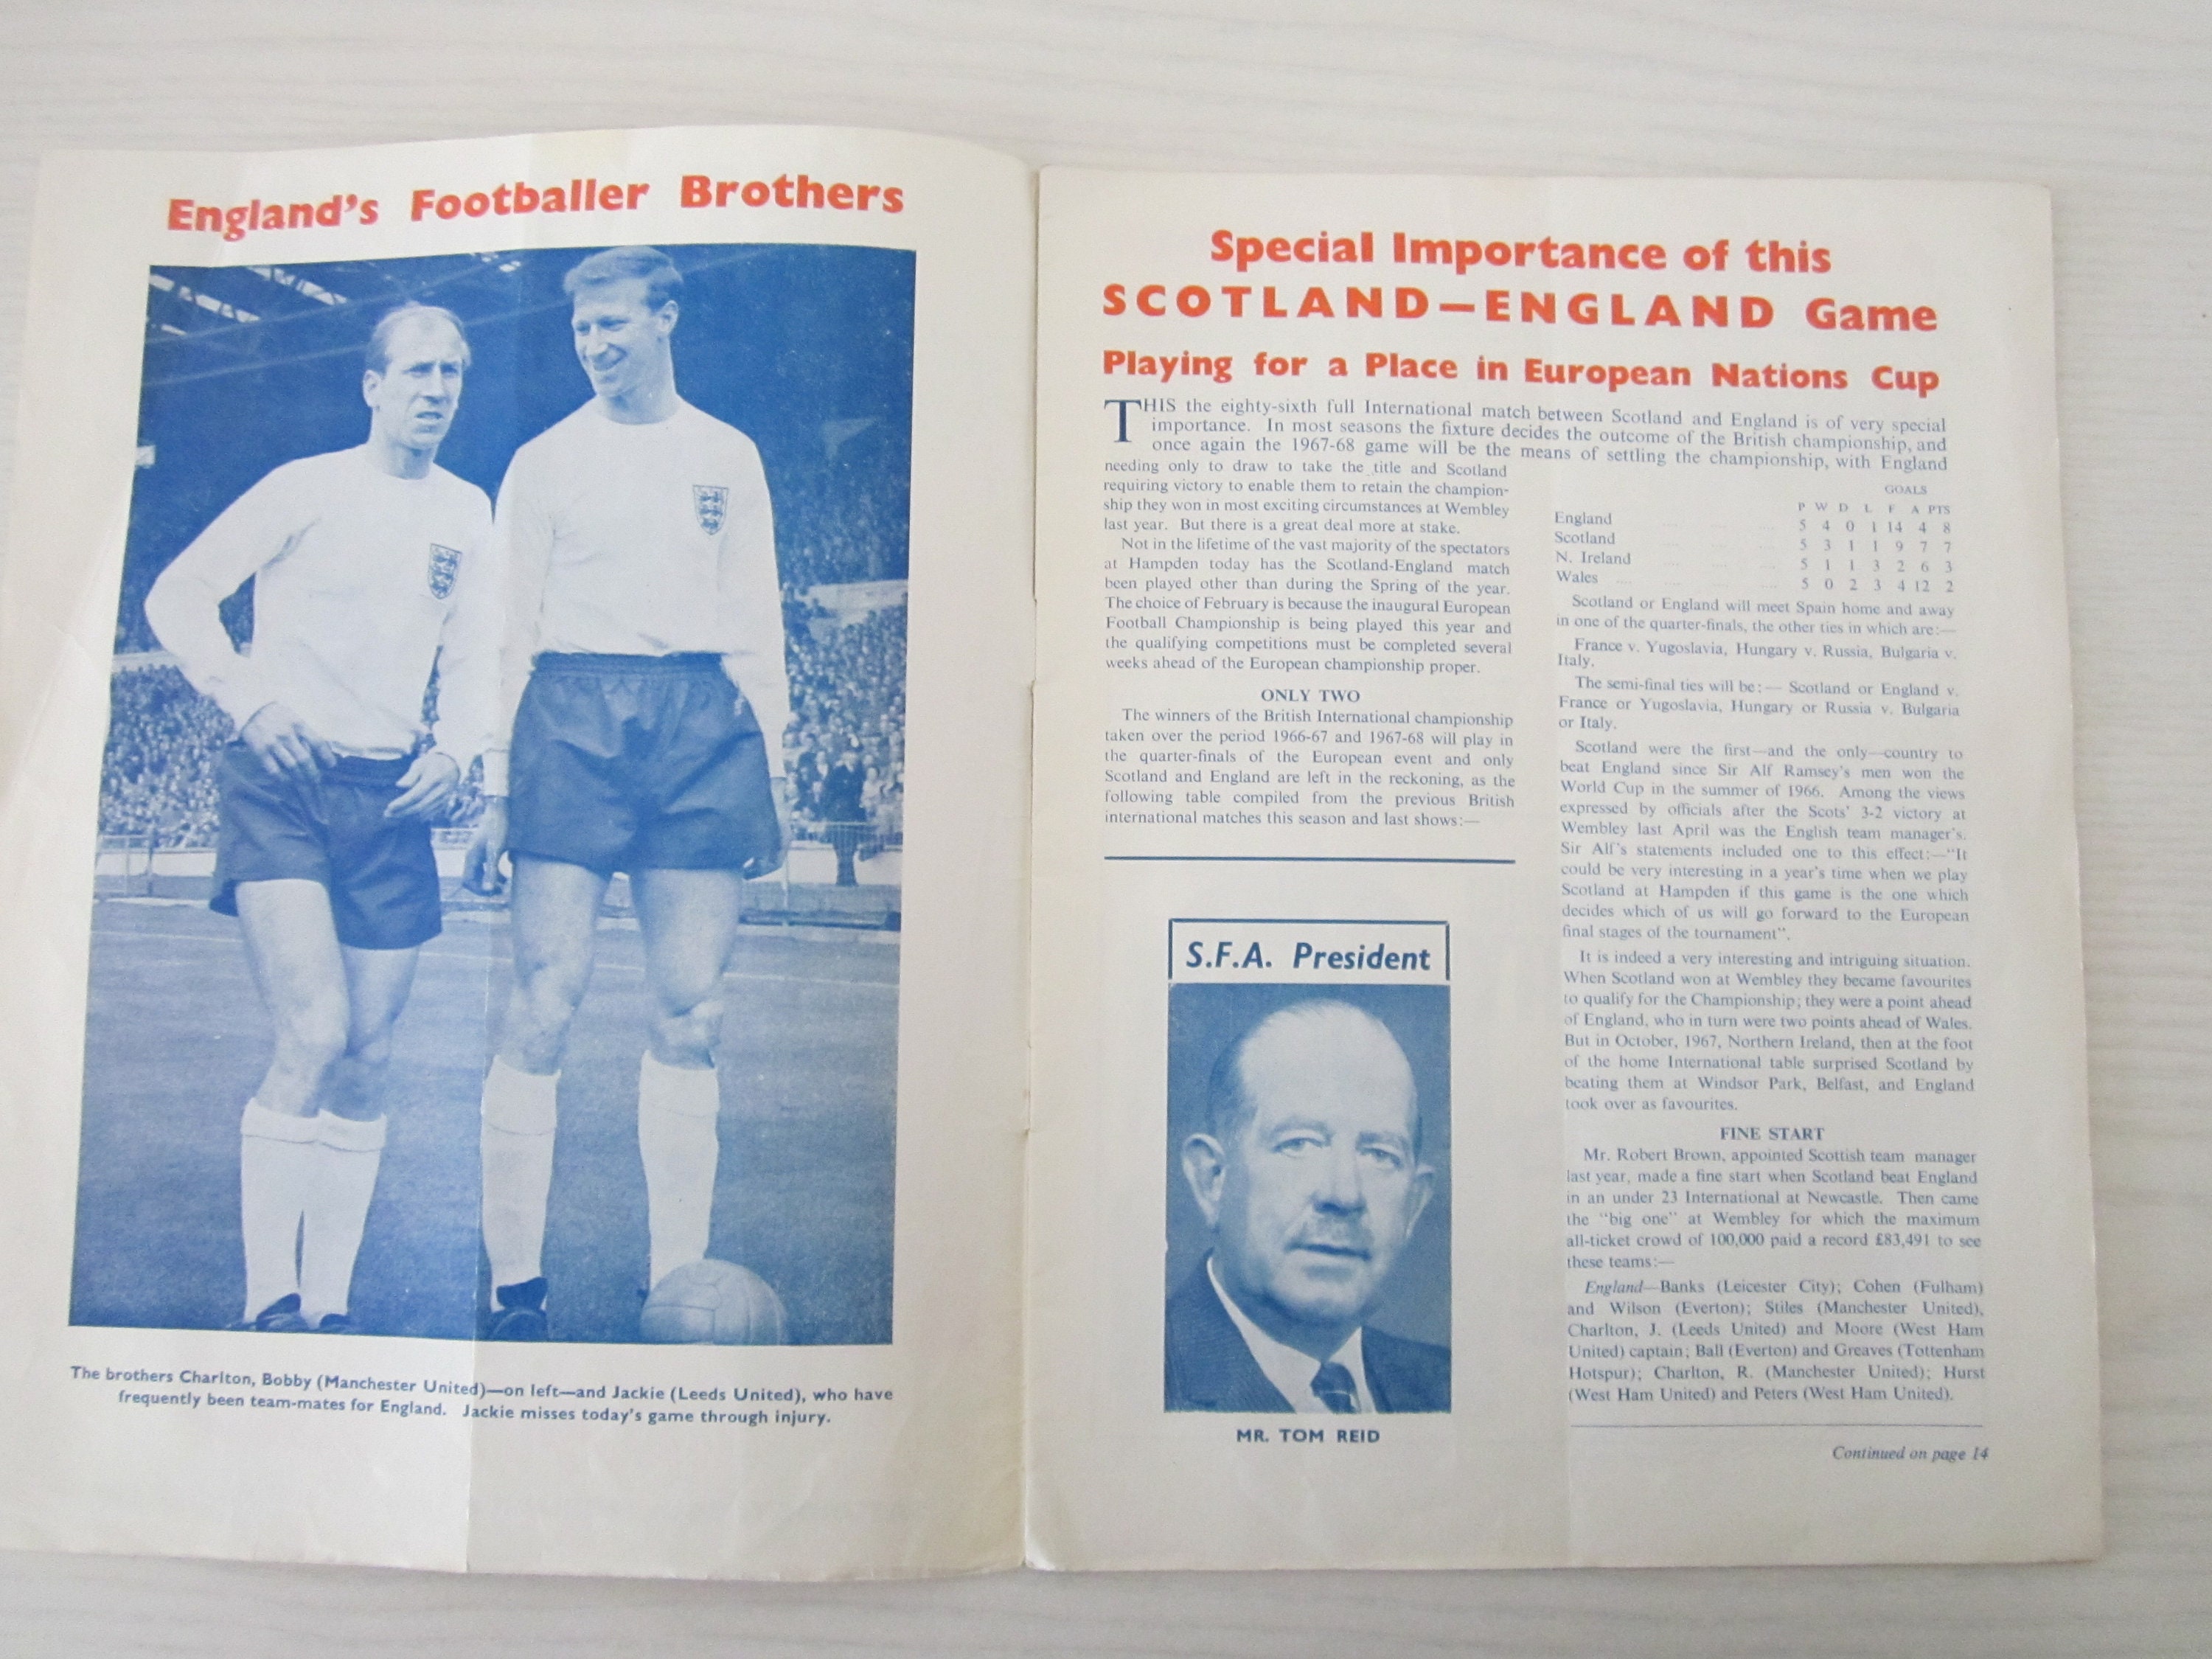 England's Footballer Brothers
The brothers Charlton, Bobby (Manchester United)—on left—and Jackie (Leeds United), who have
frequently been team-mates for England. Jackie misses today's game through injury.
Special Importance of this
SCOTLAND—ENGLAND Game
Playing for a Place in European Nations Cup
THIS the eighty-sixth full International match between Scotland and England is of very special
importance. In most seasons the fixture decides the outcome of the British championship, and
once again the 1967-68 game will be the means of settling the championship, with England
needing only to draw to take the title and Scotland
requiring victory to enable them to retain the champion-
ship they won in most exciting circumstances at Wembley
last year. But there is a great deal more at stake.
Not in the lifetime of the vast majority of the spectators
at Hampden today has the Scotland-England match
been played other than during the Spring of the year.
The choice of February is because the inaugural European
Football Championship is being played this year and
the qualifying competitions must be completed several
weeks ahead of the European championship proper.
ONLY TWO
The winners of the British International championship
taken over the period 1966-67 and 1967-68 will play in
the quarter-finals of the European event and only
Scotland and England are left in the reckoning, as the
following table compiled from the previous British
international matches this season and last shows:—
S.F.A. President
MR. TOM REID
GOALS
P W D L F A PTS
England 5 4 0 1 14 4 8
Scotland 5 3 1 1 9 7 7
N. Ireland .... .... .... 5 1 1 3 2 6 3
Wales .... .... .... 5 0 2 3 4 12 2
Scotland or England will meet Spain home and away
in one of the quarter-finals, the other ties in which are:—
France v. Yugoslavia, Hungary v. Russia, Bulgaria v.
Italy.
The semi-final ties will be:— Scotland or England v.
France or Yugoslavia, Hungary or Russia v. Bulgaria
or Italy.
Scotland were the first—and the only—country to
beat England since Sir Alf Ramsey's men won the
World Cup in the summer of 1966. Among the views
expressed by officials after the Scots' 3-2 victory at
Wembley last April was the English team manager's.
Sir Alf's statements included one to this effect:—"It
could be very interesting in a year's time when we play
Scotland at Hampden if this game is the one which
decides which of us will go forward to the European
final stages of the tournament".
It is indeed a very interesting and intriguing situation.
When Scotland won at Wembley they became favourites
to qualify for the Championship; they were a point ahead
of England, who in turn were two points ahead of Wales.
But in October, 1967, Northern Ireland, then at the foot
of the home International table surprised Scotland by
beating them at Windsor Park, Belfast, and England
took over as favourites.
FINE START
Mr. Robert Brown, appointed Scottish team manager
last year, made a fine start when Scotland beat England
in an under 23 International at Newcastle. Then came
the "big one" at Wembley for which the maximum
all-ticket crowd of 100,000 paid a record £83,491 to see
these teams:—
England—Banks (Leicester City); Cohen (Fulham)
and Wilson (Everton); Stiles (Manchester United),
Charlton, J. (Leeds United) and Moore (West Ham
United) captain; Ball (Everton) and Greaves (Tottenham
Hotspur); Charlton, R. (Manchester United); Hurst
(West Ham United) and Peters (West Ham United).
Continued on page 14